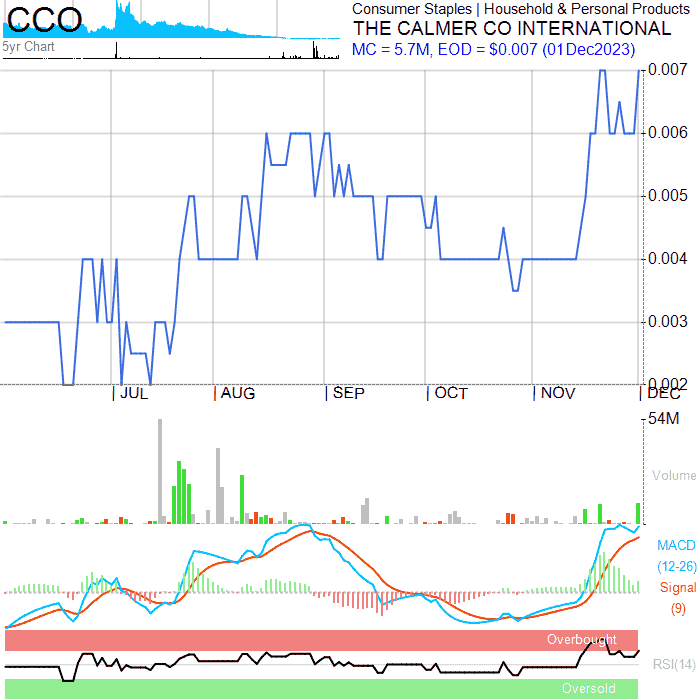 CCO
Consumer Staples | Household & Personal Products
THE CALMER CO INTERNATIONAL
5yr Chart
MC = 5.7M, EOD = $0.007 (01Dec2023)
0.007
0.006
0.005
0.004
0.003
0.002
JUL AUG SEP OCT NOV DEC
54M
Volume
MACD
(12-26)
Signal
(9)
Overbought
RSI(14)
Oversold